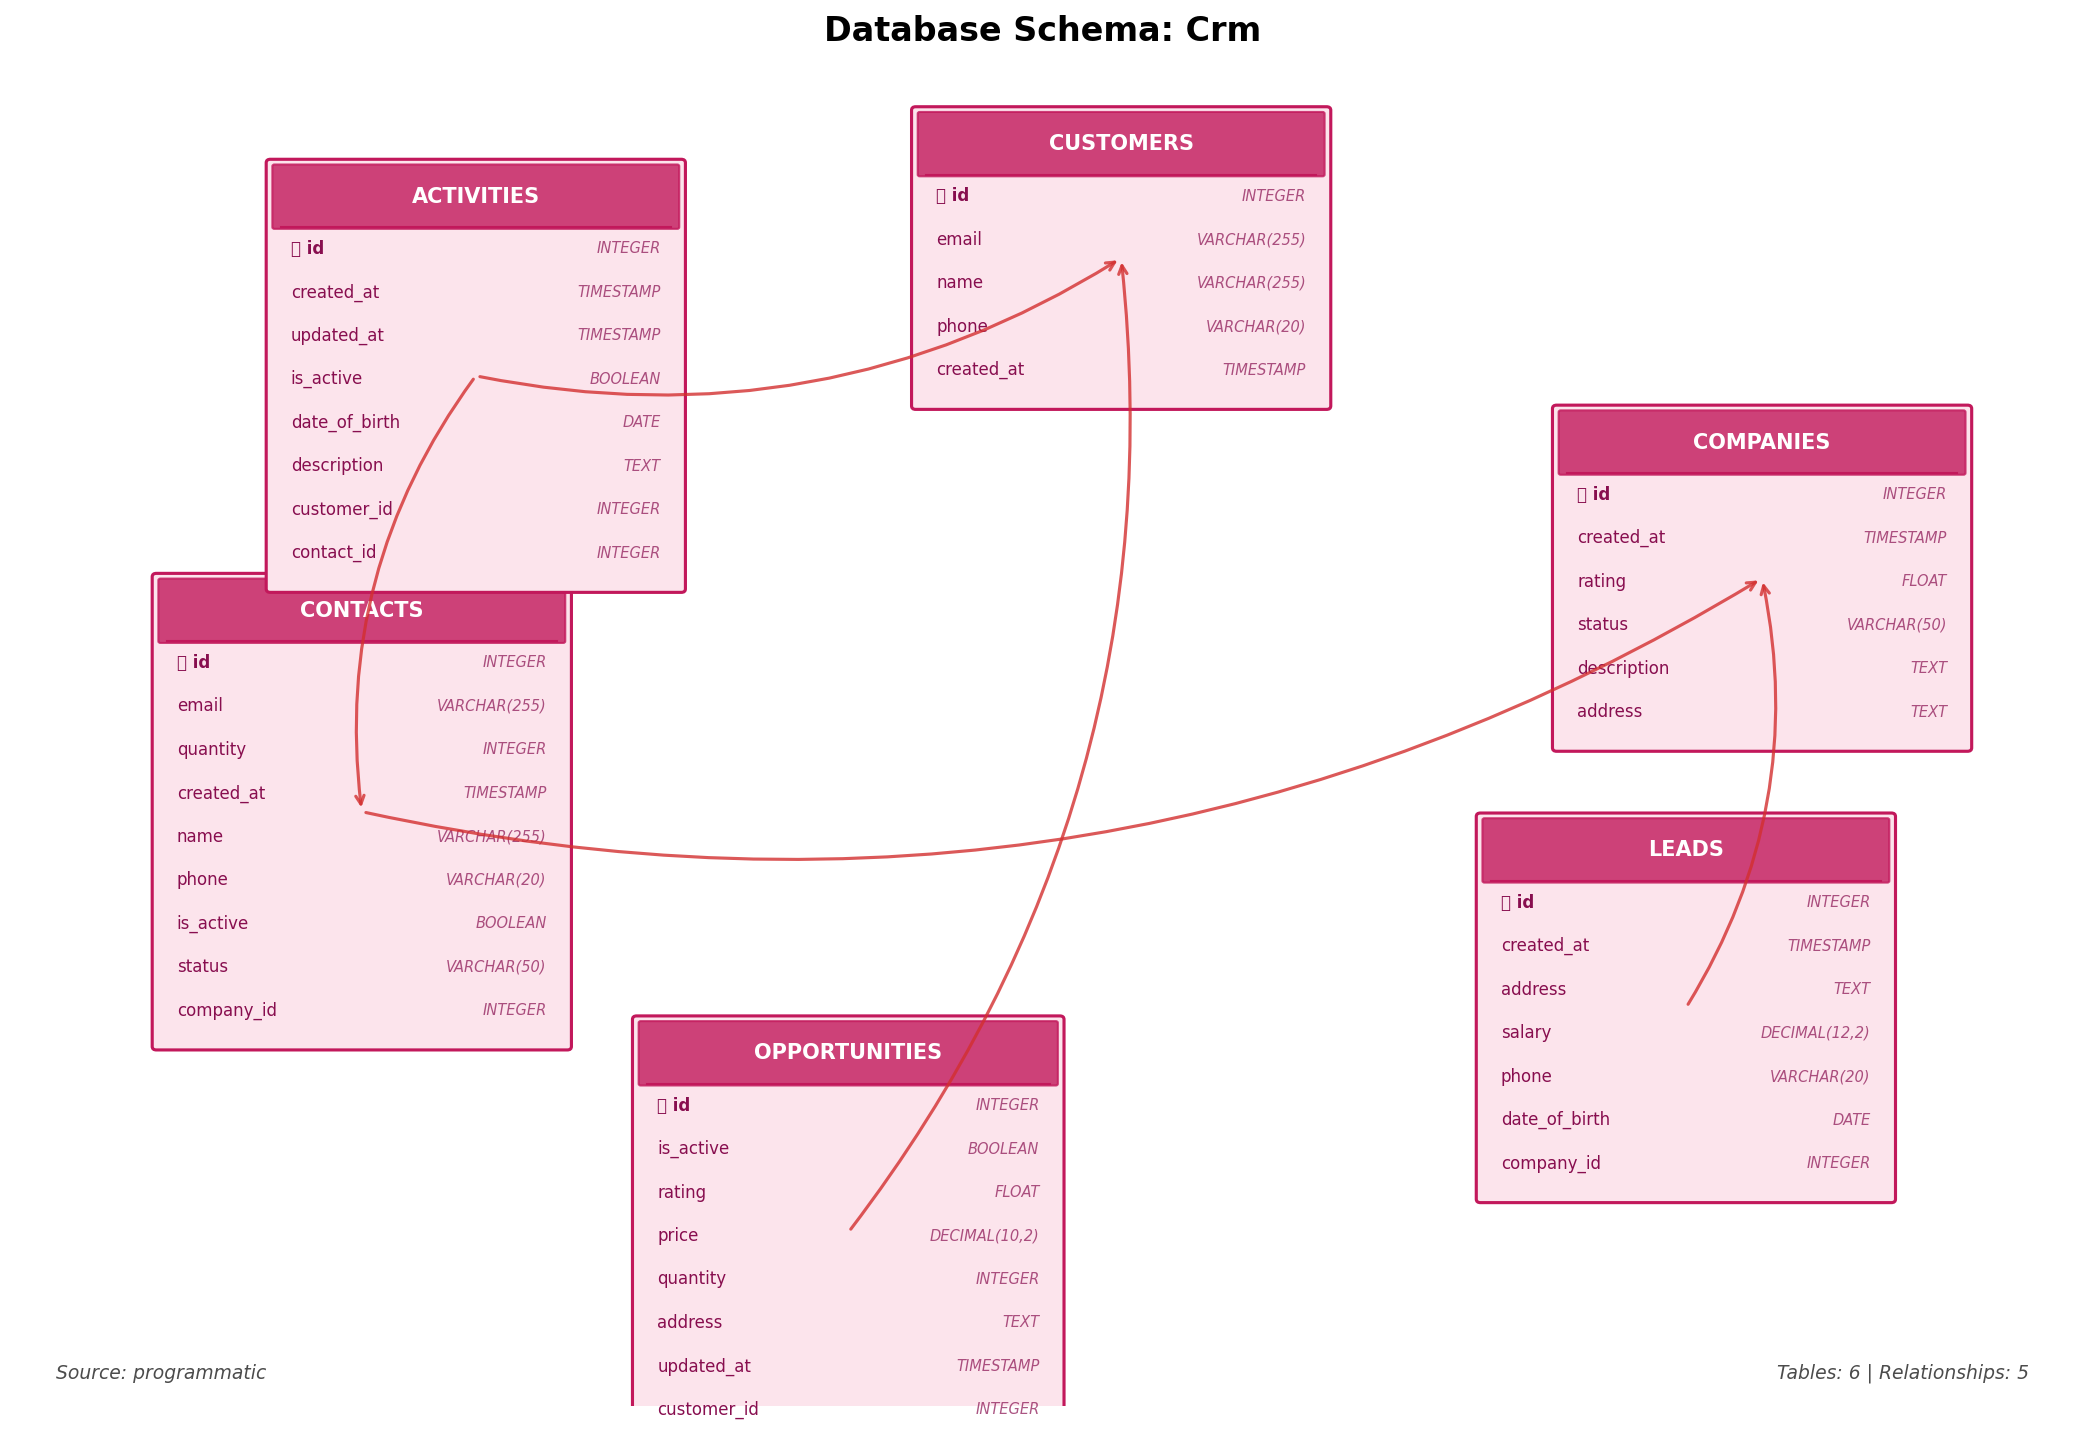 Database Schema: Crm
CUSTOMERS
id INTEGER
email VARCHAR(255)
name VARCHAR(255)
phone VARCHAR(20)
created_at TIMESTAMP
ACTIVITIES
id INTEGER
created_at TIMESTAMP
updated_at TIMESTAMP
is_active BOOLEAN
date_of_birth DATE
description TEXT
customer_id INTEGER
contact_id INTEGER
COMPANIES
id INTEGER
created_at TIMESTAMP
rating FLOAT
status VARCHAR(50)
description TEXT
address TEXT
CONTACTS
id INTEGER
email VARCHAR(255)
quantity INTEGER
created_at TIMESTAMP
name VARCHAR(255)
phone VARCHAR(20)
is_active BOOLEAN
status VARCHAR(50)
company_id INTEGER
LEADS
id INTEGER
created_at TIMESTAMP
address TEXT
salary DECIMAL(12,2)
phone VARCHAR(20)
date_of_birth DATE
company_id INTEGER
OPPORTUNITIES
id INTEGER
is_active BOOLEAN
rating FLOAT
price DECIMAL(10,2)
quantity INTEGER
address TEXT
updated_at TIMESTAMP
customer_id INTEGER
Source: programmatic
Tables: 6 | Relationships: 5